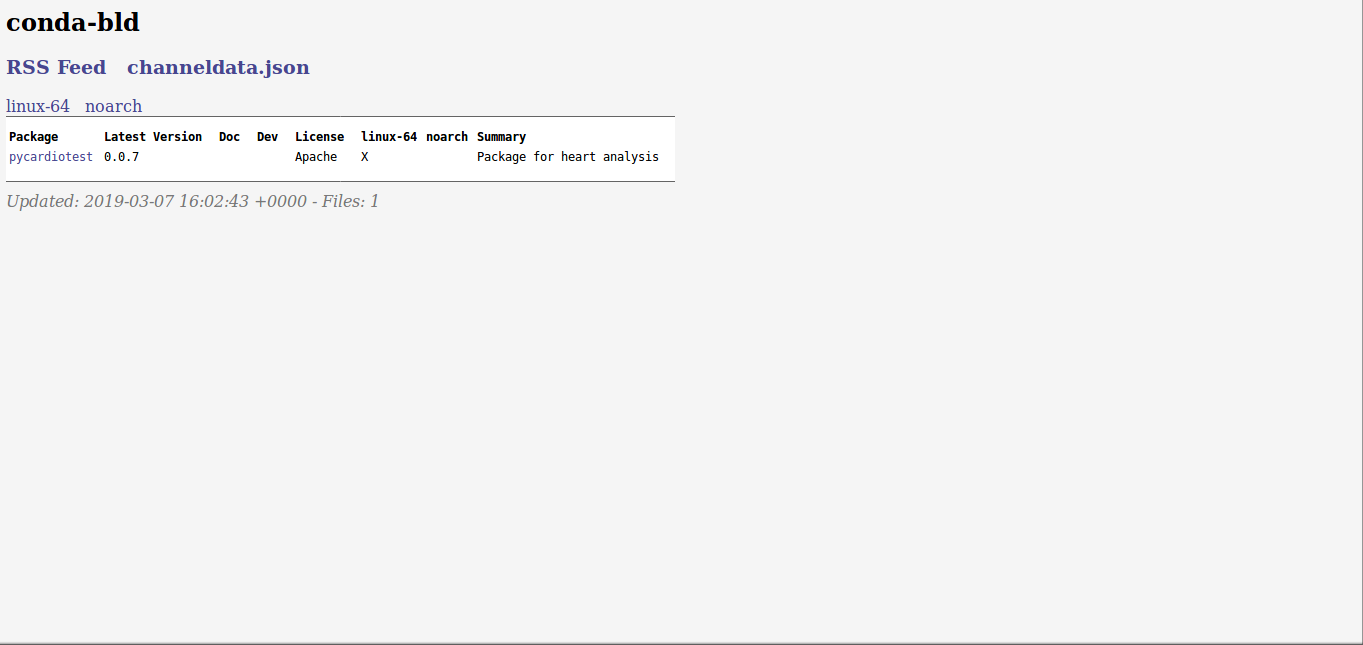 conda-bld
RSS Feed channeldata.json
linux-64 noarch
Package Latest Version Doc Dev License linux-64 noarch Summary
pycardiotest 0.0.7 Apache X Package for heart analysis
Updated: 2019-03-07 16:02:43 +0000 - Files: 1